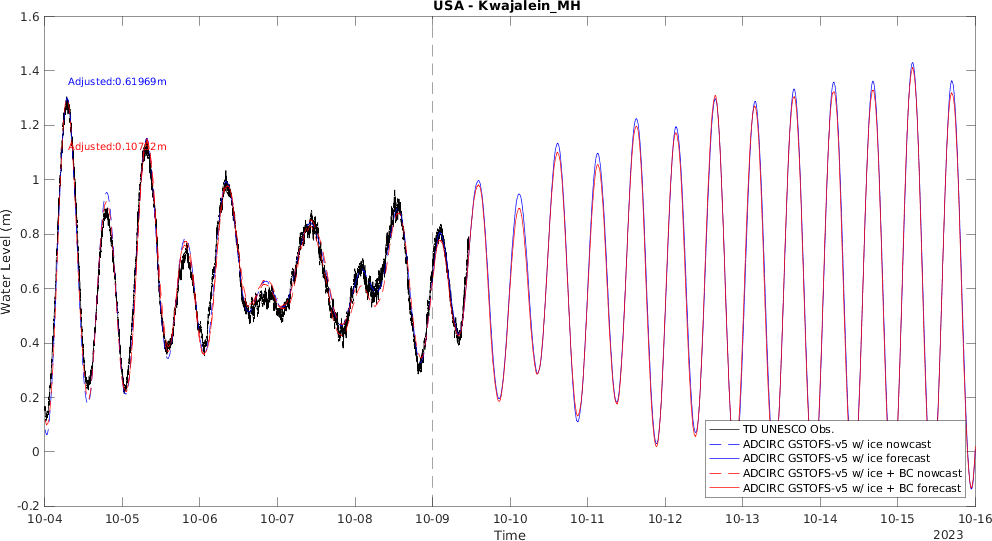 USA - Kwajalein_MH
1.6
1.4
1.2
1
0.8
0.6
0.4
0.2
0
-0.2
Water Level (m)
Adjusted:0.61969m
TD UNESCO Obs.
ADCIRC GSTOFS-v5 w/ ice nowcast
ADCIRC GSTOFS-v5 w/ ice forecast
ADCIRC GSTOFS-v5 w/ ice + BC nowcast
ADCIRC GSTOFS-v5 w/ ice + BC forecast
10-04 10-05 10-06 10-07 10-08 10-09 10-10 10-11 10-12 10-13 10-14 10-15 10-16
Time
2023